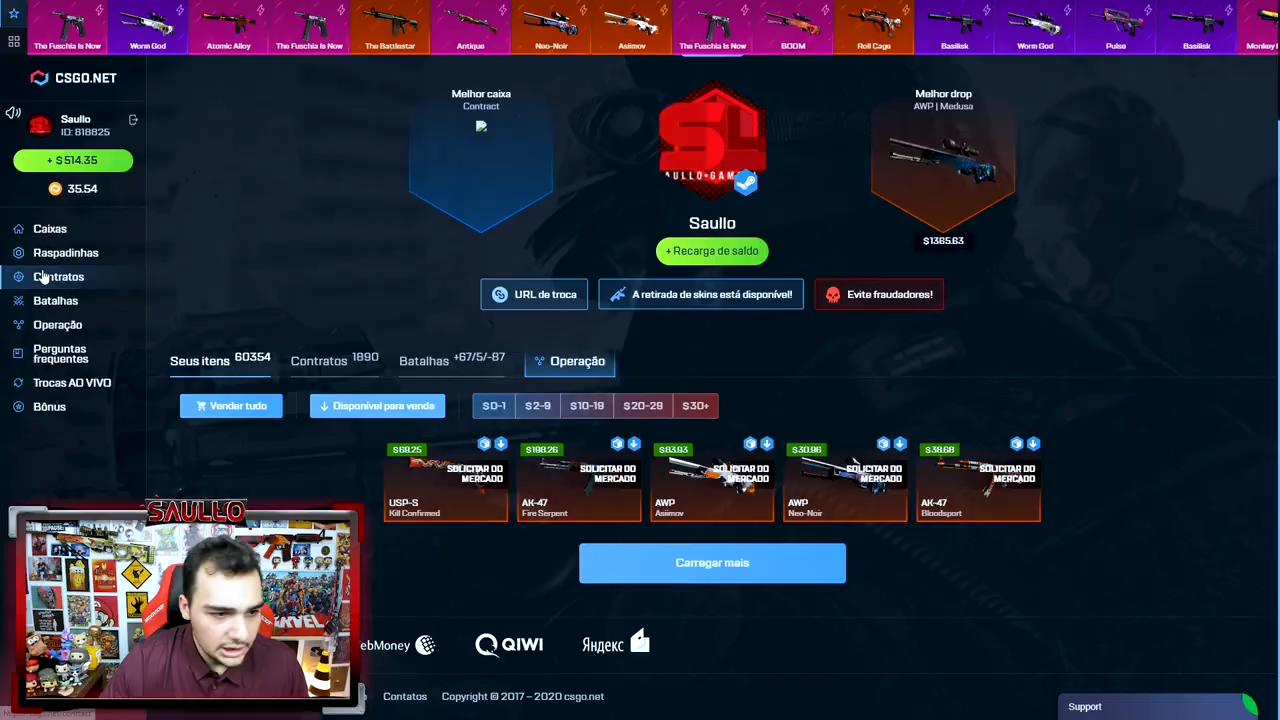 The Fuschia Is Now
Worm God
Atomic Alloy
The Fuschia Is Now
The Battlestar
Antique
Neo-Noir
Asiimov
The Fuschia Is Now
BOOM
Roll Cage
Basilisk
Worm God
Pulse
Basilisk
CSGO.NET
Saullo
ID: 818825
+ $514.35
35.54
Caixas
Raspadinhas
Contratos
Batalhas
Operação
Perguntas
frequentes
Trocas AO VIVO
Bônus
Melhor caixa
Contract
Melhor drop
AWP | Medusa
$1365.63
SL
Saullo
+ Recarga de saldo
URL de troca
A retirada de skins está disponível!
Evite fraudadores!
Seus itens 60354
Contratos 1890
Batalhas +67/5/-87
Operação
Vender tudo
Disponível para venda
$0-1
$2-9
$10-19
$20-29
$30+
$69.25
SOLICITAR DO
MERCADO
USP-S
Kill Confirmed
$198.26
SOLICITAR DO
MERCADO
AK-47
Fire Serpent
$83.93
SOLICITAR DO
MERCADO
AWP
Asiimov
$30.96
SOLICITAR DO
MERCADO
AWP
Neo-Noir
$38.68
SOLICITAR DO
MERCADO
AK-47
Bloodsport
Carregar mais
SAULLO
MARVEL
ebMoney
QIWI
Яндекс
Contatos
Copyright © 2017 – 2020 csgo.net
Support